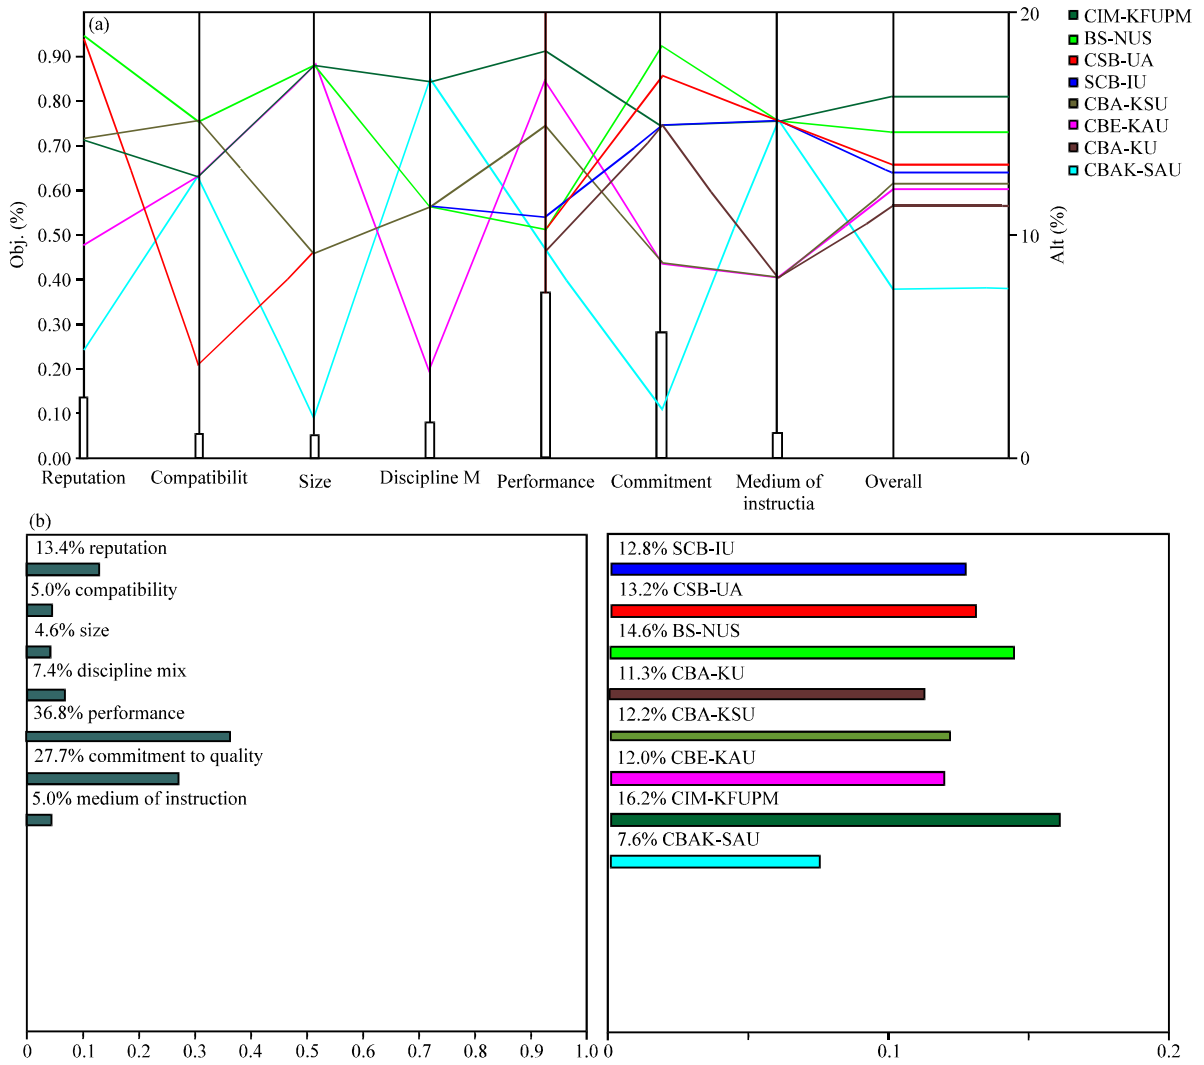 (a)
20
CIM-KFUPM
BS-NUS
CSB-UA
SCB-IU
CBA-KSU
CBE-KAU
CBA-KU
CBAK-SAU
0.90
0.80
0.70
0.60
0.50
0.40
0.30
0.20
0.10
0.00
Obj. (%)
10
0
Alt (%)
Reputation
Compatibilit
Size
Discipline M
Performance
Commitment
Medium of
instructia
Overall
(b)
13.4% reputation
5.0% compatibility
4.6% size
7.4% discipline mix
36.8% performance
27.7% commitment to quality
5.0% medium of instruction
0 0.1 0.3 0.3 0.4 0.5 0.6 0.7 0.8 0.9 1.0
12.8% SCB-IU
13.2% CSB-UA
14.6% BS-NUS
11.3% CBA-KU
12.2% CBA-KSU
12.0% CBE-KAU
16.2% CIM-KFUPM
7.6% CBAK-SAU
0 0.1 0.2